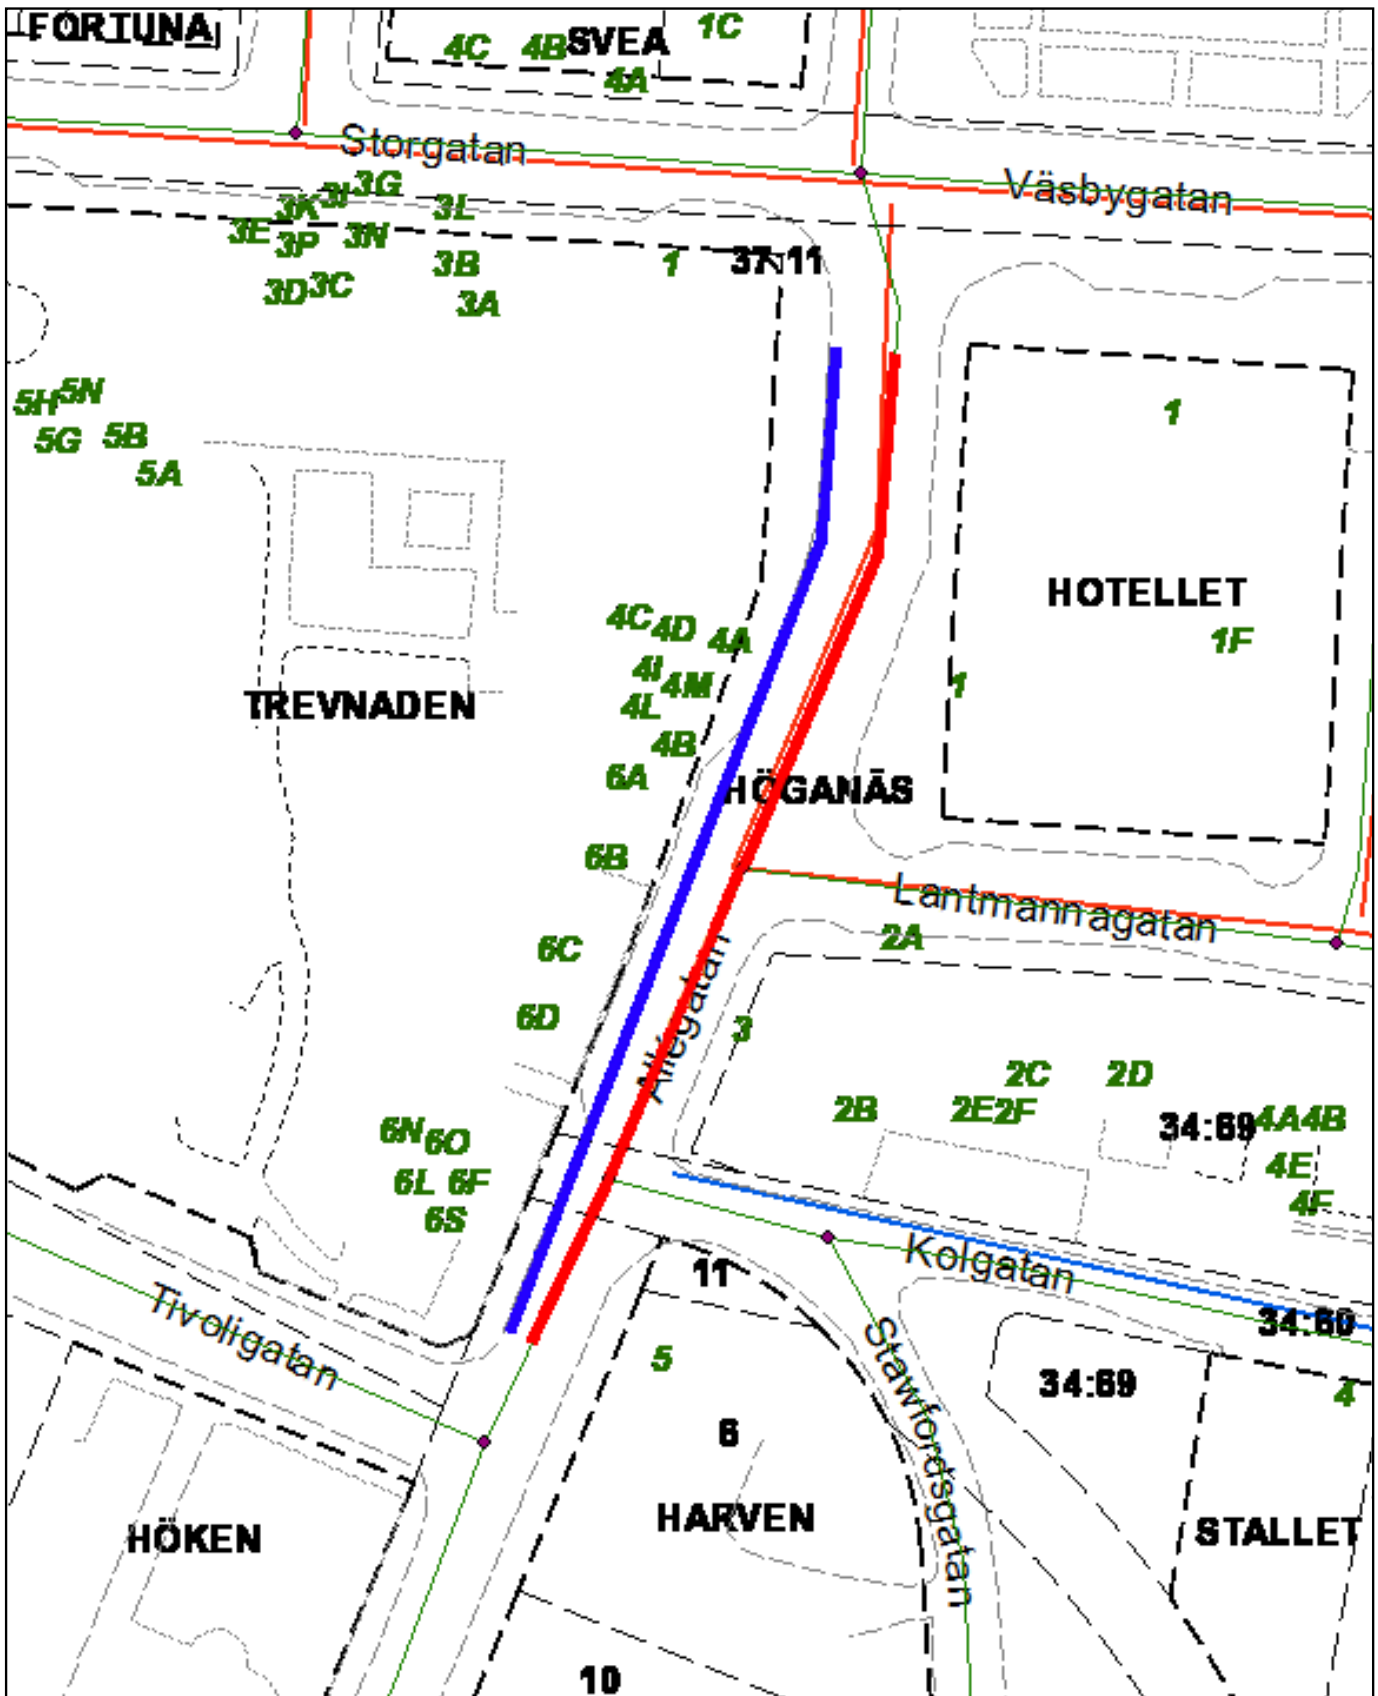 FORTUNA
4C 4B SVEA 1C
4A
Storgatan
Väsbygatan
3K 3I 3G 3L
3E 3P 3N
3B 1 37:11
3D 3C 3A
5H 5N
5G 5B
5A
1
HOTELLET
1F
1
4C 4D 4A
4I 4M
4L
4B
6A
TREVNADEN
HÖGANÄS
6B
Lantmannagatan
2A
6C
6D
Allégatan
3
2C 2D
2B 2E 2F 34:69 4A 4B
4E
4F
6N 6O
6L 6F
6S
Kolgatan
11
34:60
Tivoligatan
Stawfordsgatan
5
34:69
4
6
HARVEN
HÖKEN
STALLET
10